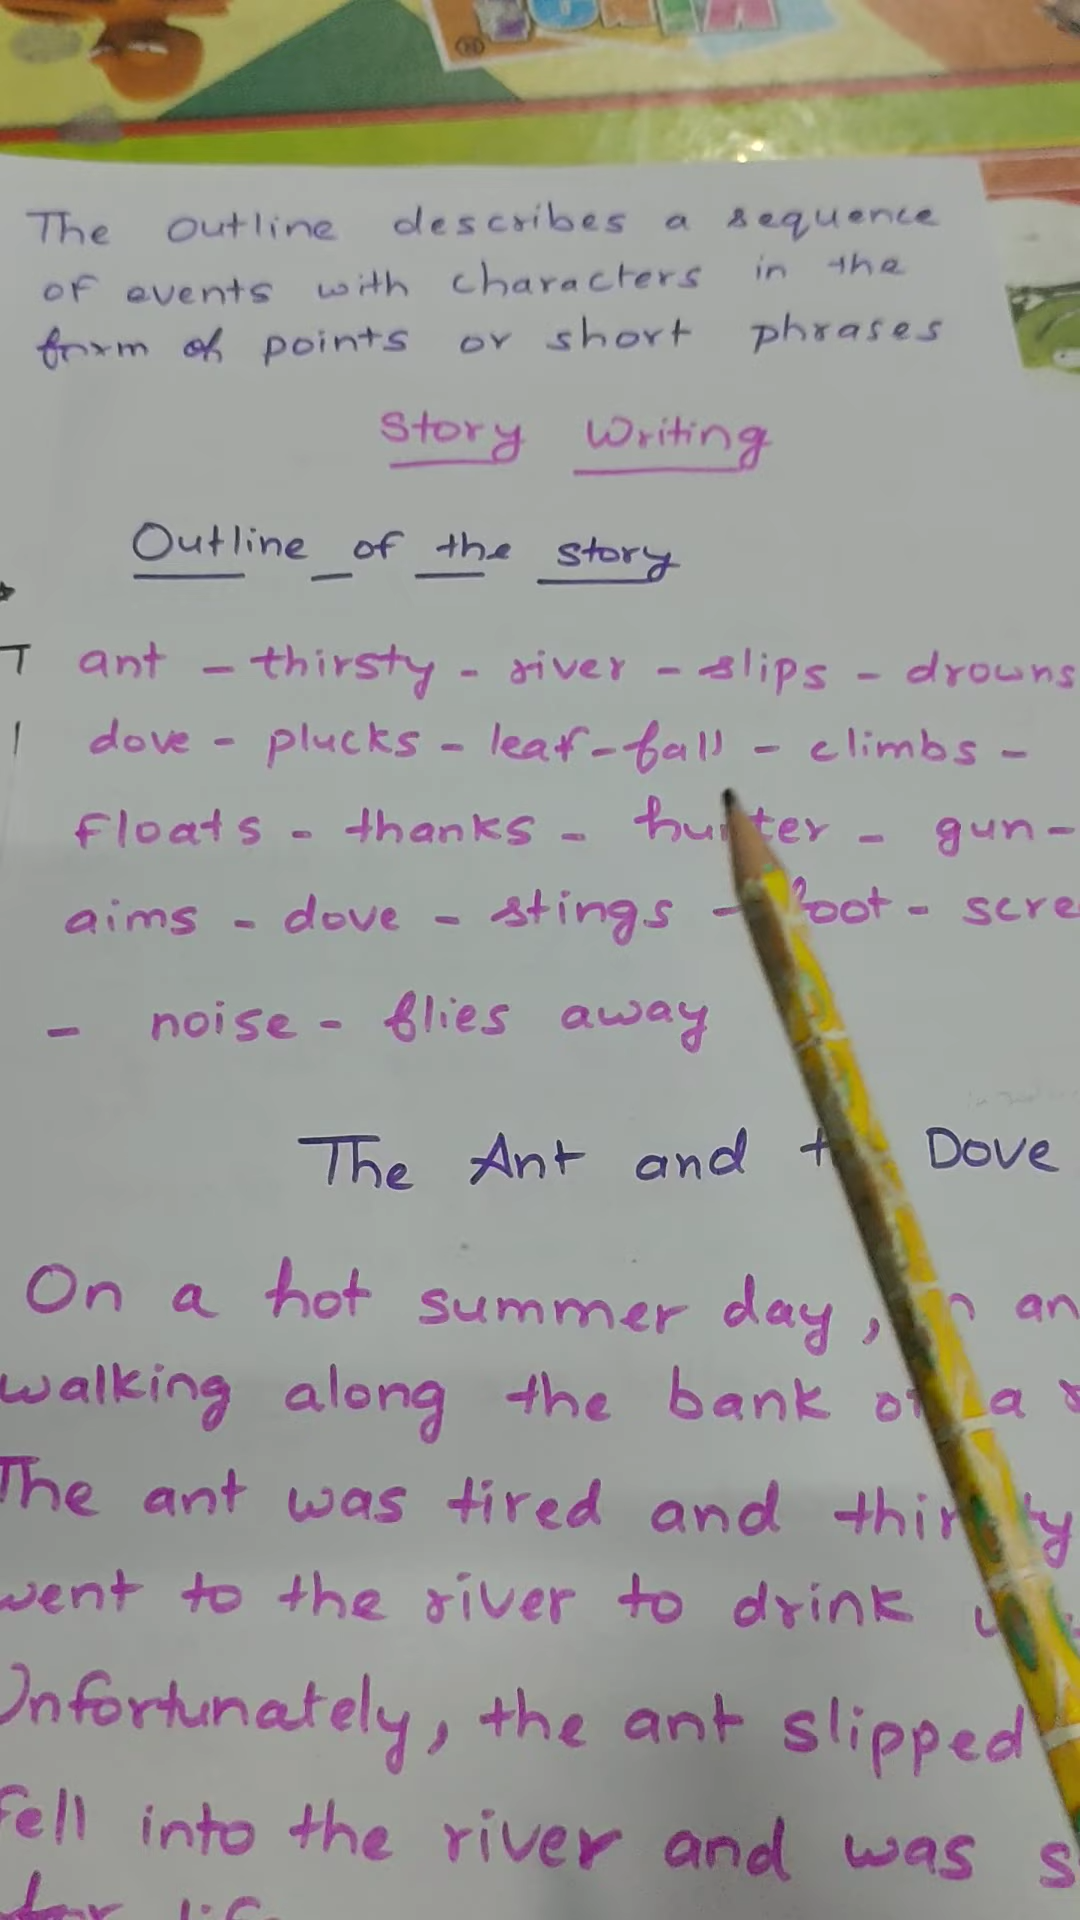 The outline describes a sequence
of events with characters in the
form of points or short phrases
Story Writing
Outline of the story
ant - thirsty - river - slips - drowns
dove - plucks - leaf - fall - climbs -
floats - thanks - hunter - gun -
aims - dove - stings - foot -
- noise - flies away
The Ant and Dove
On a hot summer day,
walking along the bank of a
The ant was tired and thirsty
went to the river to drink
Unfortunately, the ant slipped
fell into the river and was
for life